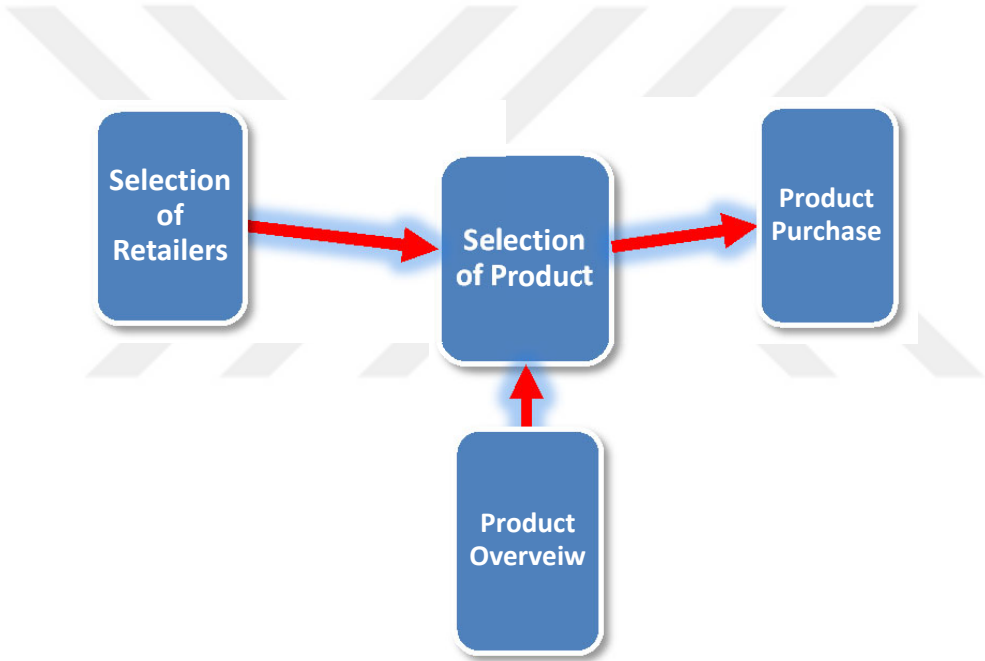 Selection
of
Retailers
Selection
of Product
Product
Purchase
Product
Overveiw